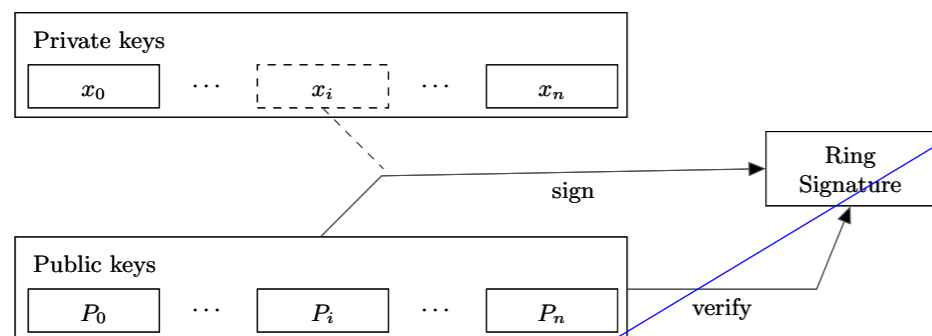 Private keys
x₀ ⋯ xᵢ ⋯ xₙ
Ring
Signature
sign
Public keys
verify
P₀ ⋯ Pᵢ ⋯ Pₙ